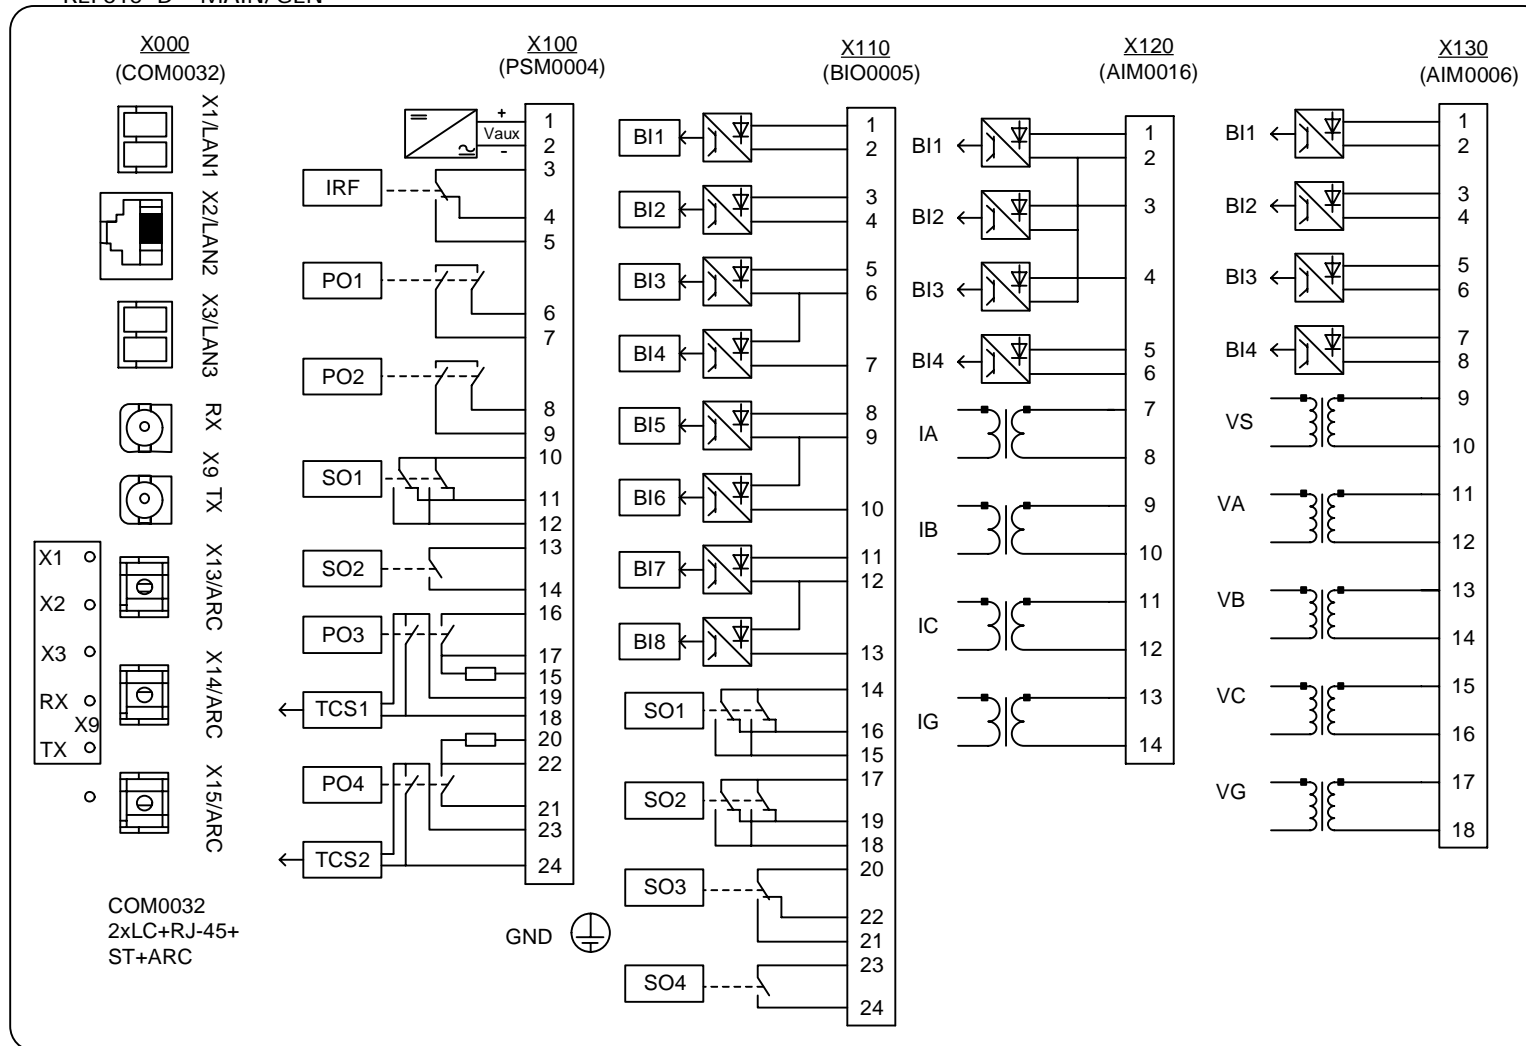 MAIN/GEN
X000
(COM0032)
X1/LAN1
X2/LAN2
X3/LAN3
RX
X9 TX
X13/ARC
X14/ARC
X15/ARC
X1
X2
X3
RX
X9
TX
COM0032
2xLC+RJ-45+
ST+ARC
X100
(PSM0004)
+
Vaux
-
1
2
3
IRF
4
5
PO1
6
7
PO2
8
9
10
SO1
11
12
13
SO2
14
16
PO3
17
15
19
TCS1
18
20
22
PO4
21
23
TCS2
24
GND
X110
(BIO0005)
BI1
1
2
BI2
3
4
BI3
5
6
BI4
7
BI5
8
9
BI6
10
BI7
11
12
BI8
13
14
SO1
16
15
17
SO2
19
18
20
SO3
22
21
23
SO4
24
X120
(AIM0016)
BI1
1
2
BI2
3
BI3
4
BI4
5
6
IA
7
8
IB
9
10
IC
11
12
IG
13
14
X130
(AIM0006)
BI1
1
2
BI2
3
4
BI3
5
6
BI4
7
8
VS
9
10
VA
11
12
VB
13
14
VC
15
16
VG
17
18